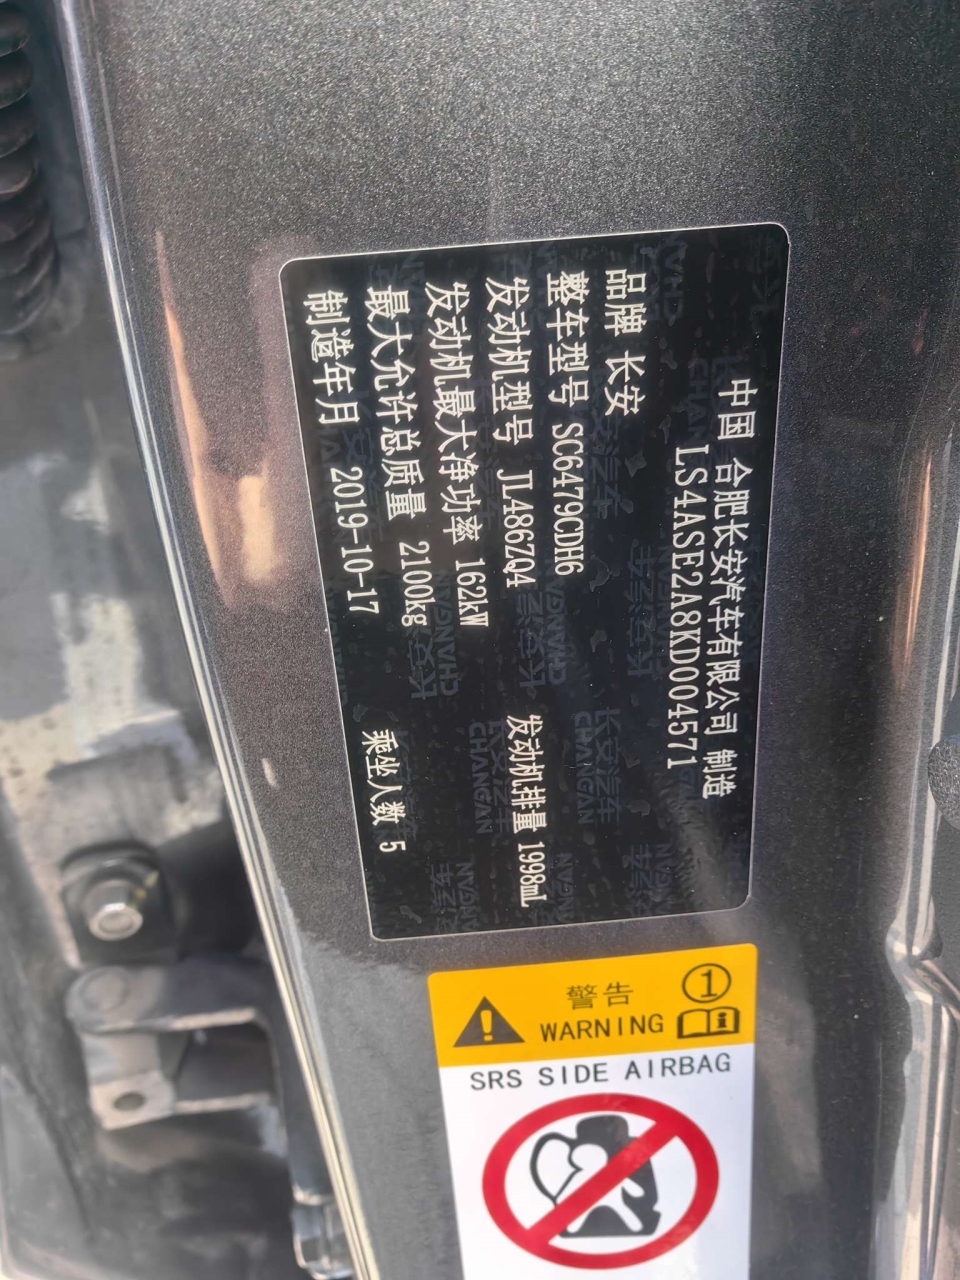 中国 合肥长安汽车有限公司 制造
LS4ASE2A8KD004571
品牌 长安
整车型号 SC6479CDH6
发动机型号 JL486ZQ4 发动机排量 1998mL
发动机最大净功率 162kW
最大允许总质量 2100kg
制造年月 2019-10-17 乘坐人数 5
警告 1
WARNING i
SRS SIDE AIRBAG